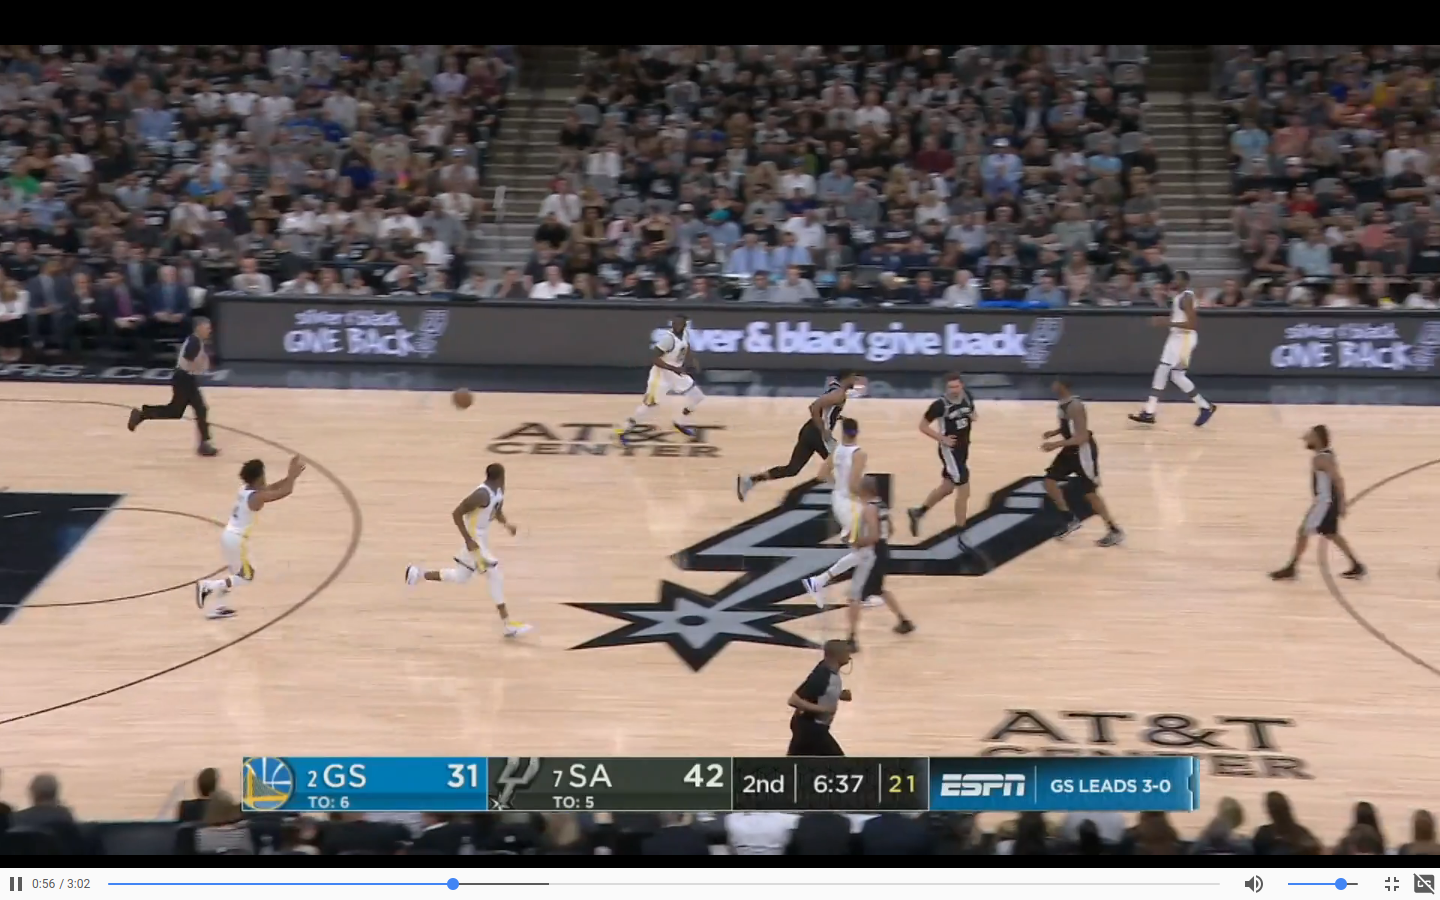 silver & black
GIVE BACK
silver & black give back
silver & black
GIVE BACK
AT&T
CENTER
15
AT&T
CENTER
2 GS 31
TO: 6
7 SA 42
TO: 5
2nd 6:37 21
ESPN GS LEADS 3-0
0:56 / 3:02